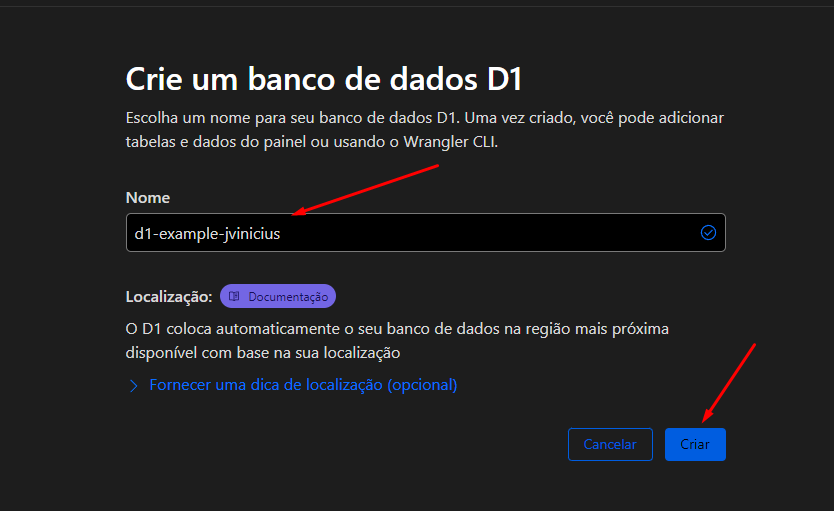 Crie um banco de dados D1
Escolha um nome para seu banco de dados D1. Uma vez criado, você pode adicionar
tabelas e dados do painel ou usando o Wrangler CLI.
Nome
d1-example-jvinicius
Localização: Documentação
O D1 coloca automaticamente o seu banco de dados na região mais próxima
disponível com base na sua localização
Fornecer uma dica de localização (opcional)
Cancelar Criar